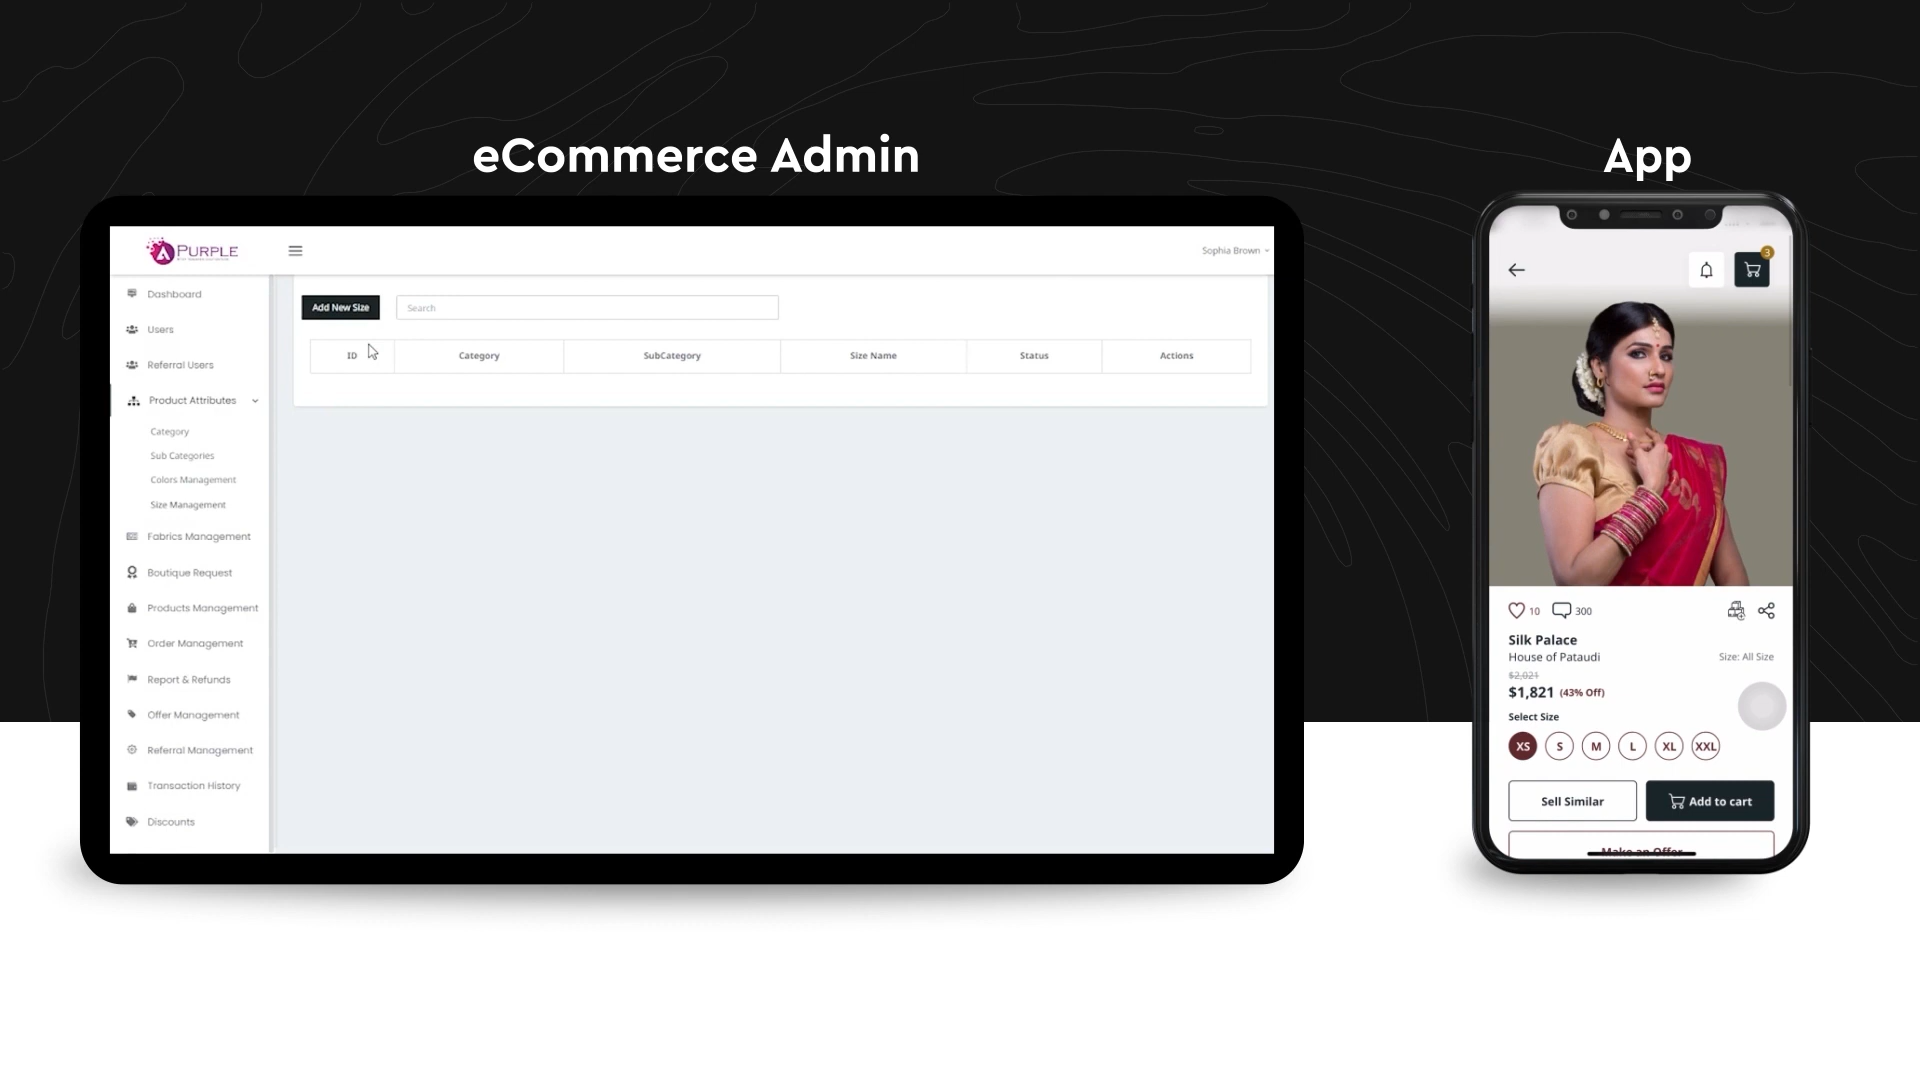 eCommerce Admin
App
PURPLE
Sophia Brown
Dashboard
Users
Referral Users
Product Attributes
Category
Sub Categories
Colors Management
Size Management
Fabrics Management
Boutique Request
Products Management
Order Management
Report & Refunds
Offer Management
Referral Management
Transaction History
Discounts
Add New Size
Search
ID Category SubCategory Size Name Status Actions
3
10 300
Silk Palace
House of Pataudi Size: All Size
$2,021
$1,821 (43% Off)
Select Size
XS S M L XL XXL
Sell Similar Add to cart
Make an Offer